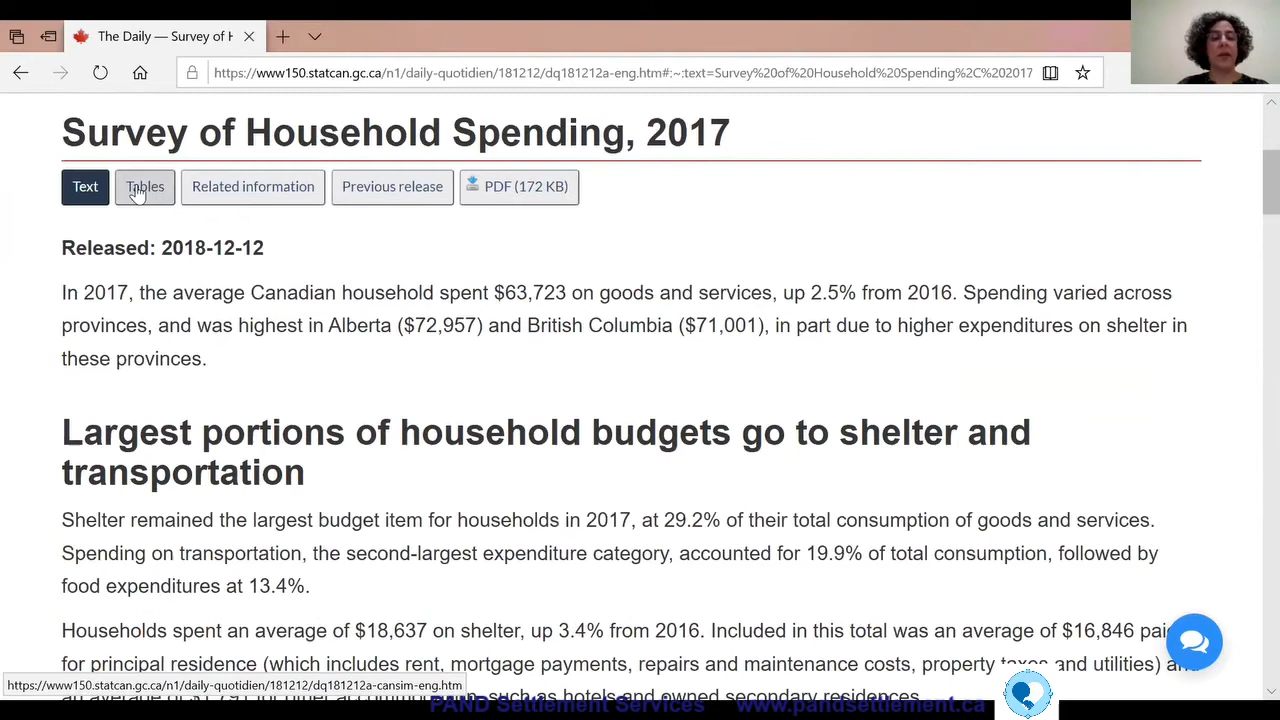 The Daily — Survey of H
https://www150.statcan.gc.ca/n1/daily-quotidien/181212/dq181212a-eng.htm#:~:text=Survey%20of%20Household%20Spending%2C%202017
Survey of Household Spending, 2017
Text Tables Related information Previous release PDF (172 KB)
Released: 2018-12-12
In 2017, the average Canadian household spent $63,723 on goods and services, up 2.5% from 2016. Spending varied across
provinces, and was highest in Alberta ($72,957) and British Columbia ($71,001), in part due to higher expenditures on shelter in
these provinces.
Largest portions of household budgets go to shelter and
transportation
Shelter remained the largest budget item for households in 2017, at 29.2% of their total consumption of goods and services.
Spending on transportation, the second-largest expenditure category, accounted for 19.9% of total consumption, followed by
food expenditures at 13.4%.
Households spent an average of $18,637 on shelter, up 3.4% from 2016. Included in this total was an average of $16,846
for principal residence (which includes rent, mortgage payments, repairs and maintenance costs, property taxes and utilities)
https://www150.statcan.gc.ca/n1/daily-quotidien/181212/dq181212a-cansim-eng.htm
such as hotels and owned secondary residences.
PAND Settlement Services www.pandsettlement.ca